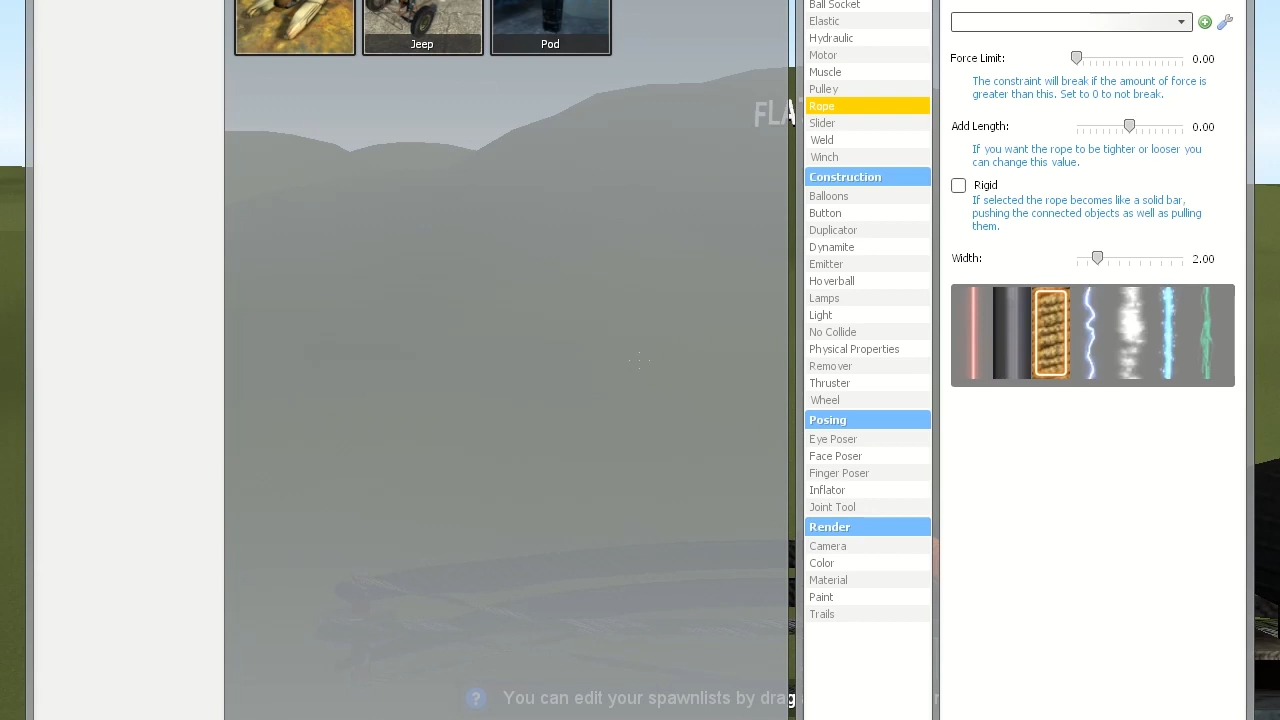 Jeep
Pod
FLA
Ball Socket
Elastic
Hydraulic
Motor
Muscle
Pulley
Rope
Slider
Weld
Winch
Construction
Balloons
Button
Duplicator
Dynamite
Emitter
Hoverball
Lamps
Light
No Collide
Physical Properties
Remover
Thruster
Wheel
Posing
Eye Poser
Face Poser
Finger Poser
Inflator
Joint Tool
Render
Camera
Color
Material
Paint
Trails
Force Limit: 0.00
The constraint will break if the amount of force is
greater than this. Set to 0 to not break.
Add Length: 0.00
If you want the rope to be tighter or looser you
can change this value.
Rigid
If selected the rope becomes like a solid bar,
pushing the connected objects as well as pulling
them.
Width: 2.00
? You can edit your spawnlists by drag